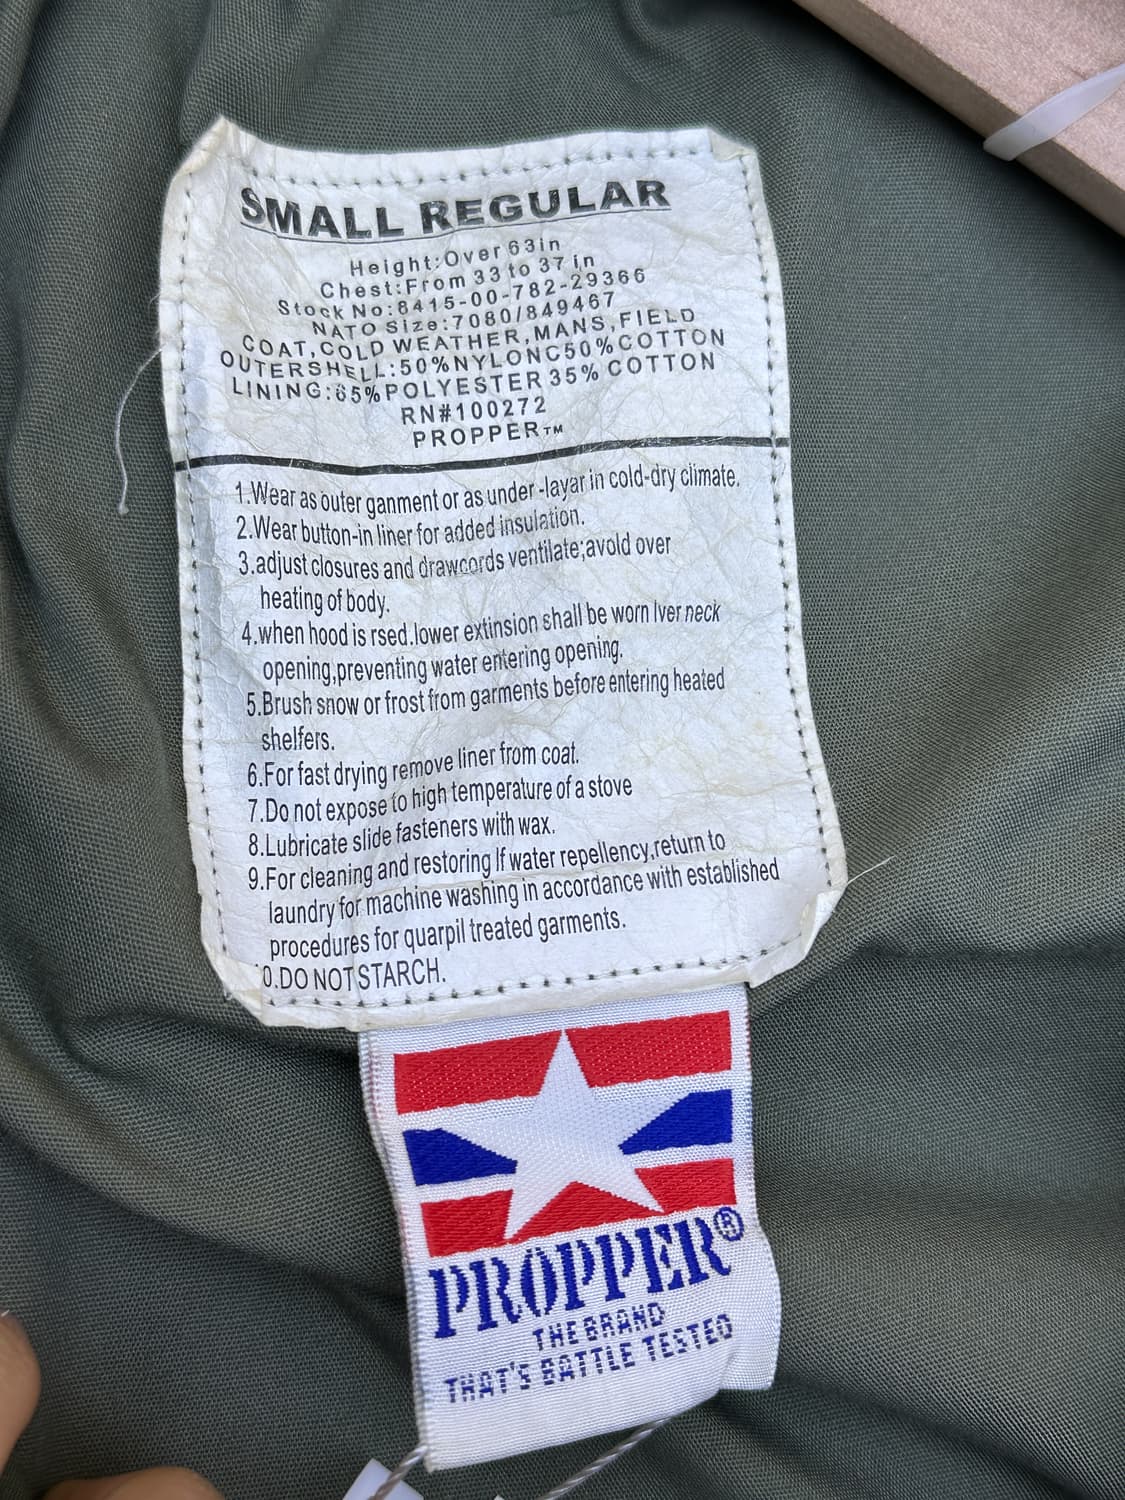 SMALL REGULAR
Height:Over 63in
Chest:From 33 to 37 in
Stock No:8415-00-782-29366
NATO Size:7080/849467
COAT,COLD WEATHER,MANS,FIELD
OUTERSHELL:50%NYLONC50%COTTON
LINING:65%POLYESTER 35% COTTON
RN#100272
PROPPER™
1.Wear as outer ganment or as under-layar in cold-dry climate.
2.Wear button-in liner for added insulation.
3.adjust closures and drawcords ventilate;avold over
heating of body.
4.when hood is rsed.lower extinsion shall be worn lver neck
opening,preventing water entering opening.
5.Brush snow or frost from garments before entering heated
shelfers.
6.For fast drying remove liner from coat.
7.Do not expose to high temperature of a stove
8.Lubricate slide fasteners with wax.
9.For cleaning and restoring lf water repellency,return to
laundry for machine washing in accordance with established
procedures for quarpil treated garments.
0.DO NOT STARCH.
PROPPER®
THE BRAND
THAT'S BATTLE TESTED